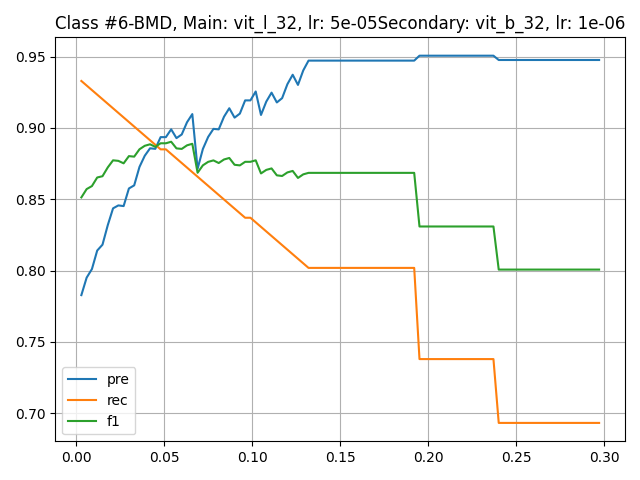 Class #6-BMD, Main: vit_l_32, lr: 5e-05Secondary: vit_b_32, lr: 1e-06
0.95
0.90
0.85
0.80
0.75
0.70
pre
rec
f1
0.00 0.05 0.10 0.15 0.20 0.25 0.30